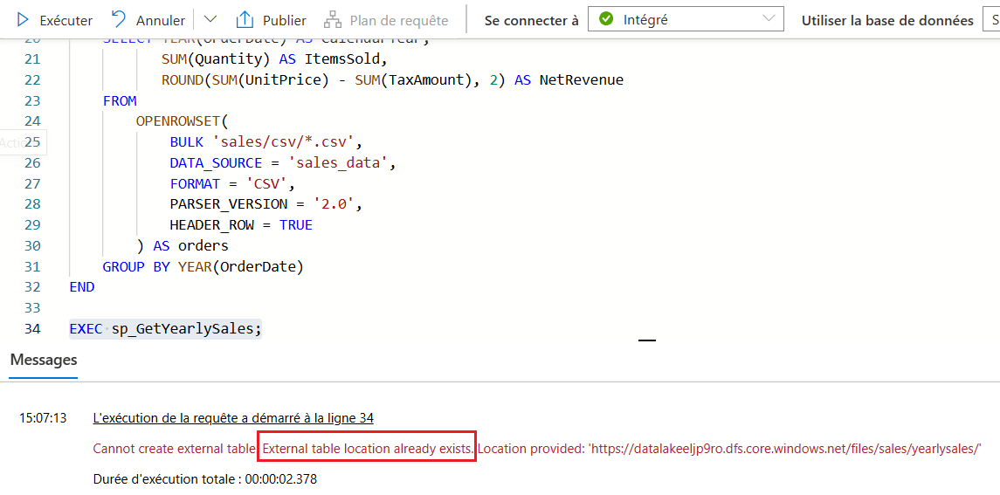 Exécuter Annuler Publier Plan de requête Se connecter à Intégré Utiliser la base de données S
20 SELECT YEAR(OrderDate) AS CalendarYear,
21 SUM(Quantity) AS ItemsSold,
22 ROUND(SUM(UnitPrice) - SUM(TaxAmount), 2) AS NetRevenue
23 FROM
24 OPENROWSET(
25 BULK 'sales/csv/*.csv',
26 DATA_SOURCE = 'sales_data',
27 FORMAT = 'CSV',
28 PARSER_VERSION = '2.0',
29 HEADER_ROW = TRUE
30 ) AS orders
31 GROUP BY YEAR(OrderDate)
32 END
33
34 EXEC sp_GetYearlySales;
Messages
15:07:13 L'exécution de la requête a démarré à la ligne 34
Cannot create external table. External table location already exists. Location provided: 'https://datalakeeljp9ro.dfs.core.windows.net/files/sales/yearlysales/'
Durée d'exécution totale : 00:00:02.378